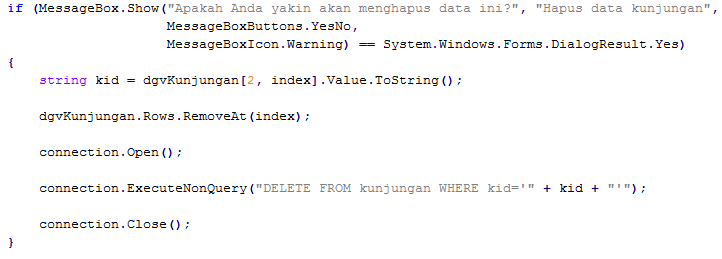 if (MessageBox.Show("Apakah Anda yakin akan menghapus data ini?", "Hapus data kunjungan",
MessageBoxButtons.YesNo,
MessageBoxIcon.Warning) == System.Windows.Forms.DialogResult.Yes)
{
string kid = dgvKunjungan[2, index].Value.ToString();
dgvKunjungan.Rows.RemoveAt(index);
connection.Open();
connection.ExecuteNonQuery("DELETE FROM kunjungan WHERE kid='" + kid + "'");
connection.Close();
}